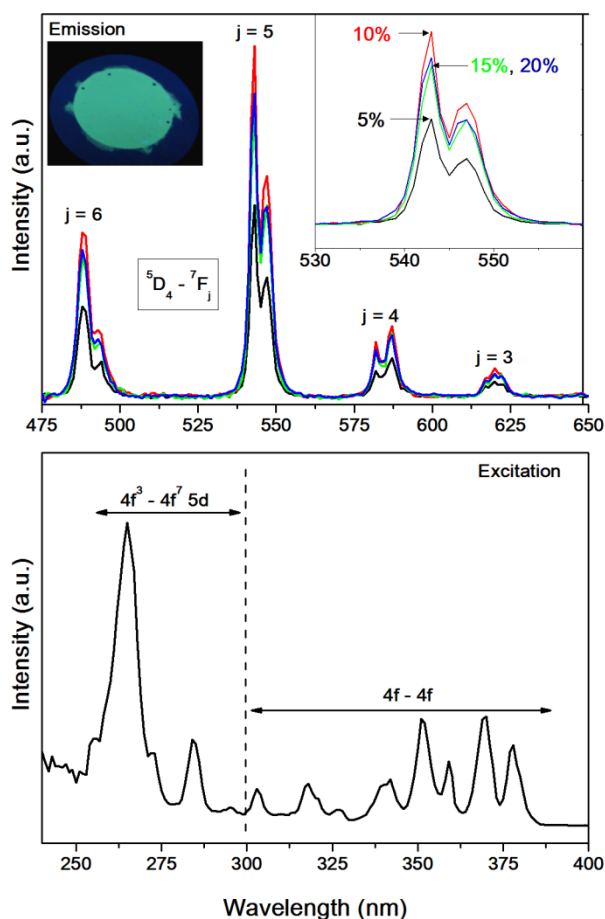 Emission
j = 5
j = 6
⁵D₄ - ⁷Fⱼ
j = 4
j = 3
10%
15%, 20%
5%
530 540 550
Intensity (a.u.)
475 500 525 550 575 600 625 650
Excitation
4f³ - 4f⁷ 5d
4f - 4f
Intensity (a.u.)
250 275 300 325 350 375 400
Wavelength (nm)